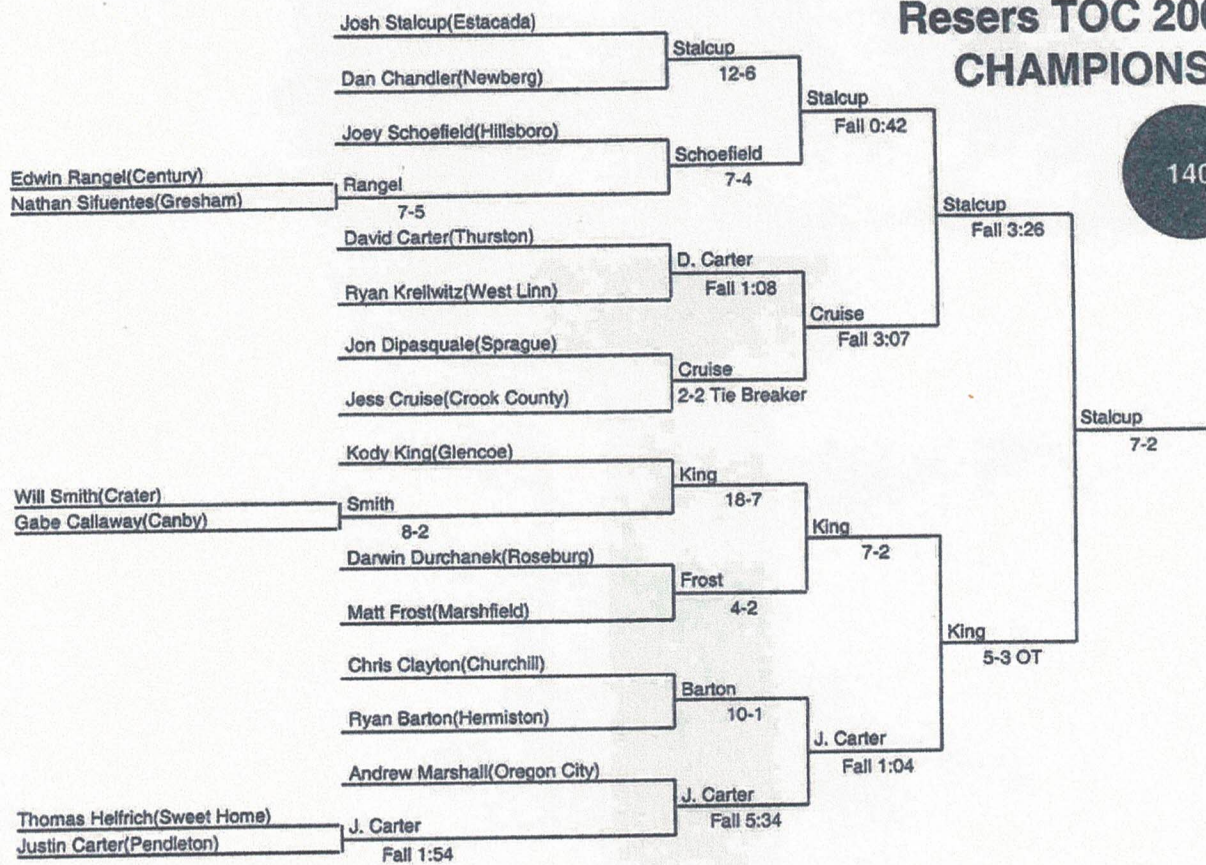 Resers TOC
CHAMPIONS
Josh Stalcup(Estacada)
Stalcup
Dan Chandler(Newberg)
12-6
Stalcup
Fall 0:42
Joey Schoefield(Hillsboro)
Schoefield
7-4
Edwin Rangel(Century)
Nathan Sifuentes(Gresham)
Rangel
7-5
Stalcup
Fall 3:26
David Carter(Thurston)
D. Carter
Fall 1:08
Ryan Krellwitz(West Linn)
Cruise
Fall 3:07
Jon Dipasquale(Sprague)
Cruise
2-2 Tie Breaker
Jess Cruise(Crook County)
Stalcup
7-2
Kody King(Glencoe)
King
18-7
Will Smith(Crater)
Gabe Callaway(Canby)
Smith
8-2
King
7-2
Darwin Durchanek(Roseburg)
Frost
4-2
Matt Frost(Marshfield)
King
5-3 OT
Chris Clayton(Churchill)
Barton
10-1
Ryan Barton(Hermiston)
J. Carter
Fall 1:04
Andrew Marshall(Oregon City)
J. Carter
Fall 5:34
Thomas Helfrich(Sweet Home)
Justin Carter(Pendleton)
J. Carter
Fall 1:54